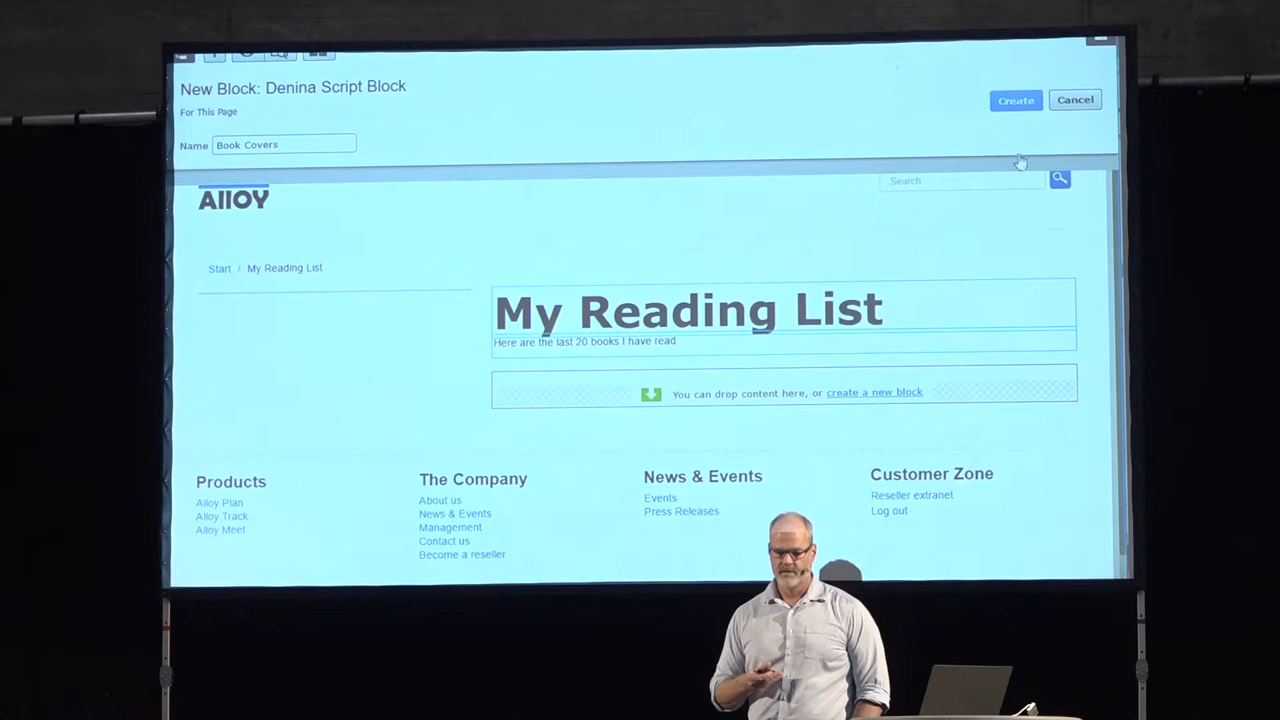 New Block: Denina Script Block
For This Page
Create
Cancel
Name
Book Covers
AllOY
Search
Start / My Reading List
My Reading List
Here are the last 20 books I have read
You can drop content here, or create a new block
Products
Alloy Plan
Alloy Track
Alloy Meet
The Company
About us
News & Events
Management
Contact us
Become a reseller
News & Events
Events
Press Releases
Customer Zone
Reseller extranet
Log out